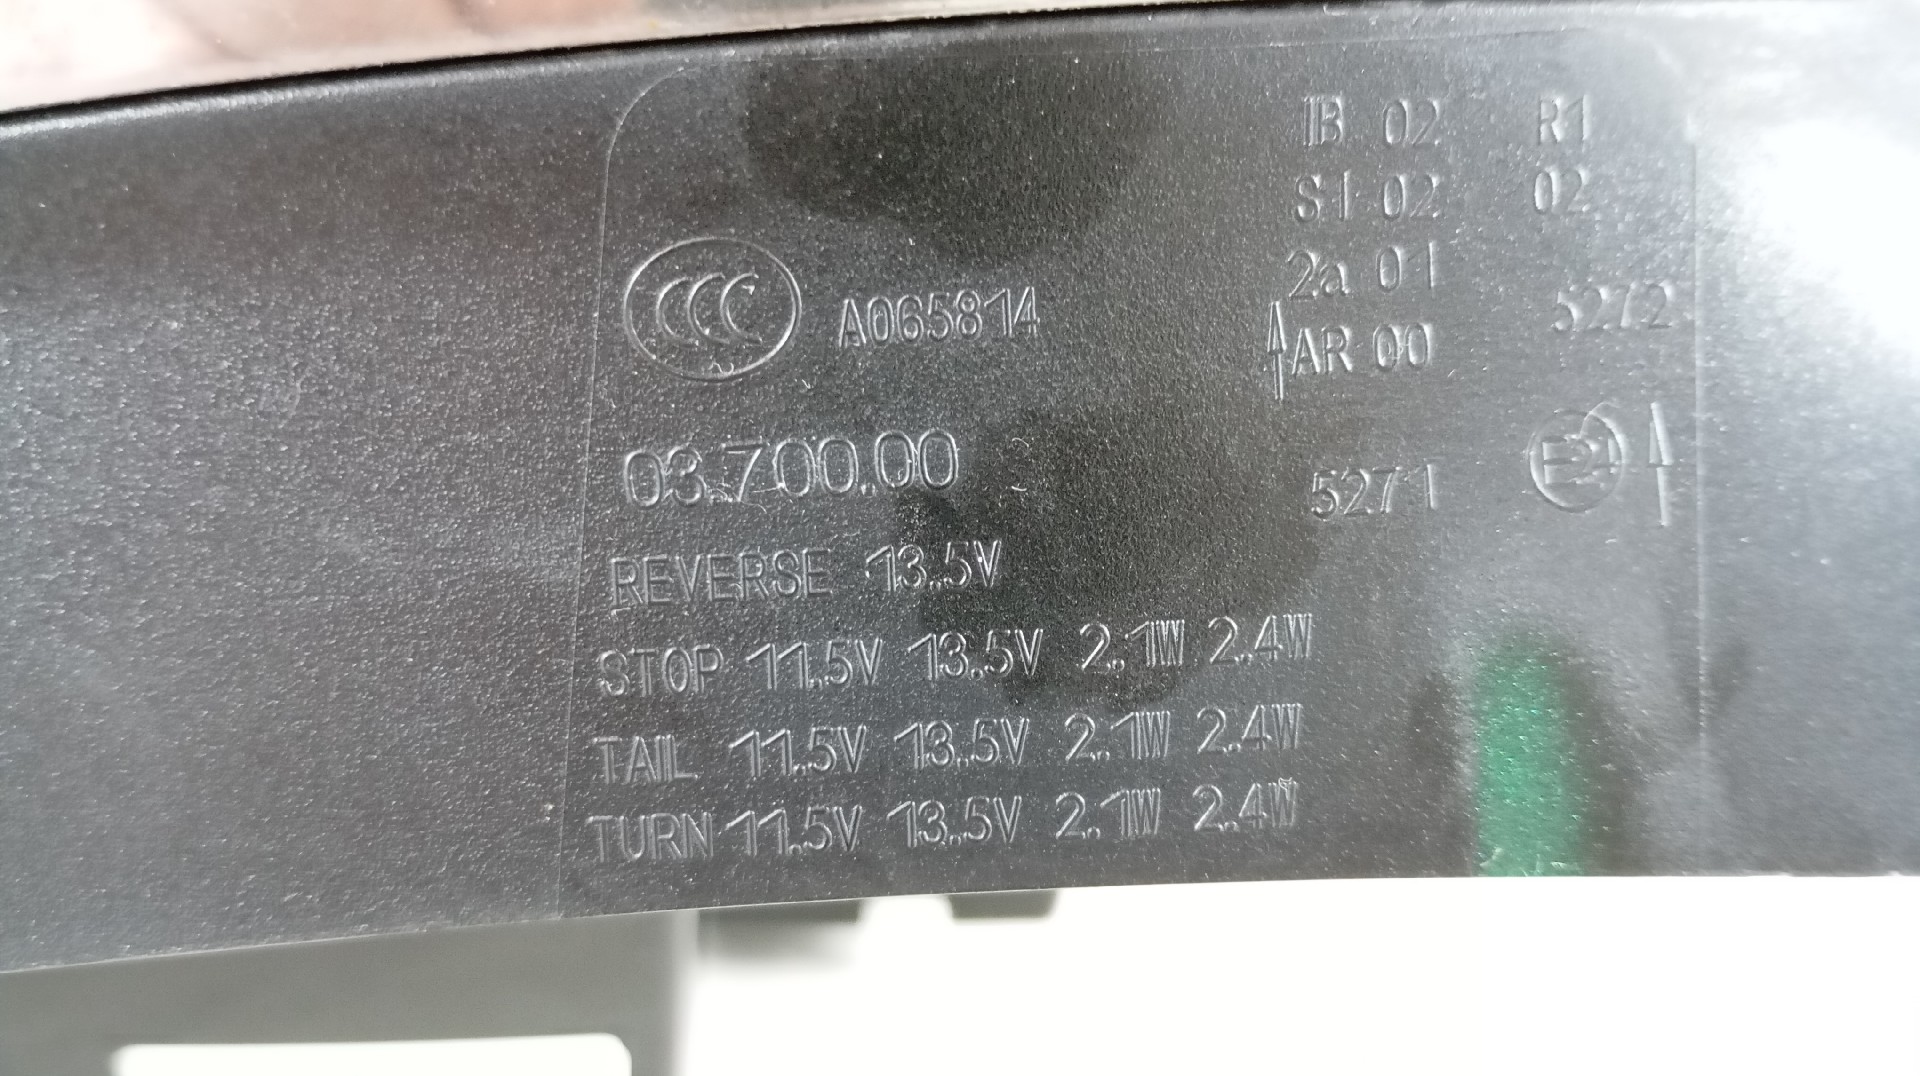 IB 02 R1
S1 02 02
2a 01
CCC A065814 5272
AR 00
03.700.00 5271 E24
REVERSE 13.5V
STOP 11.5V 13.5V 2.1W 2.4W
TAIL 11.5V 13.5V 2.1W 2.4W
TURN 11.5V 13.5V 2.1W 2.4W